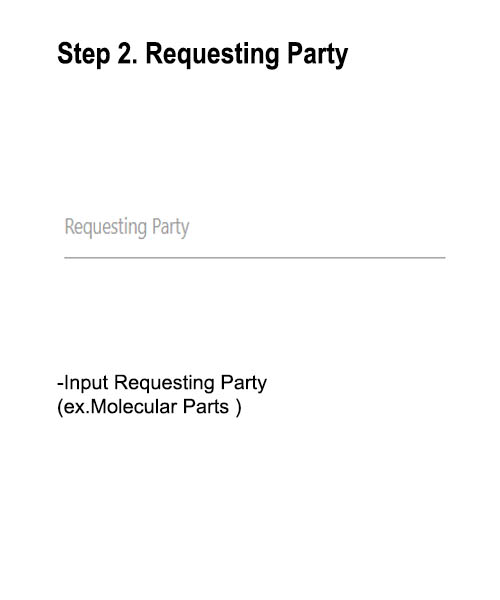 Step 2. Requesting Party
Requesting Party
-Input Requesting Party
(ex.Molecular Parts )